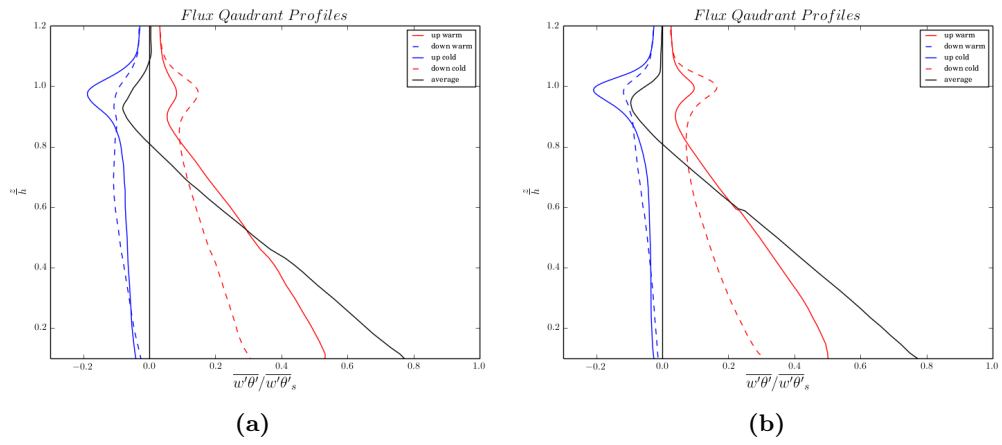 Flux Qaudrant Profiles
1.2
1.0
0.8
0.6
0.4
0.2
z/h
−0.2
0.0
0.2
0.4
0.6
0.8
1.0
w'θ'/w'θ's
up warm
down warm
up cold
down cold
average
(a)
Flux Qaudrant Profiles
1.2
1.0
0.8
0.6
0.4
0.2
z/h
−0.2
0.0
0.2
0.4
0.6
0.8
1.0
w'θ'/w'θ's
up warm
down warm
up cold
down cold
average
(b)